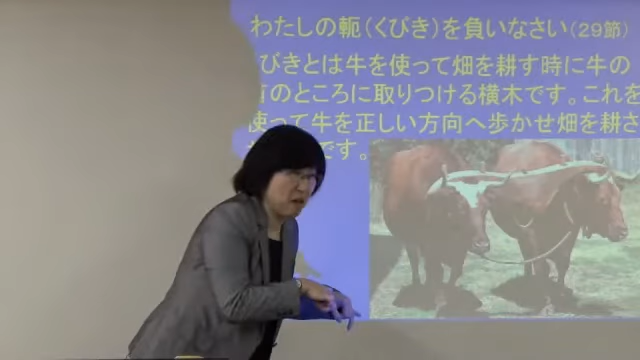 わたしの軛(くびき)を負いなさい(29節)
びきとは牛を使って畑を耕す時に牛の
首のところに取りつける横木です。これを
使って牛を正しい方向へ歩かせ畑を耕さ
です。